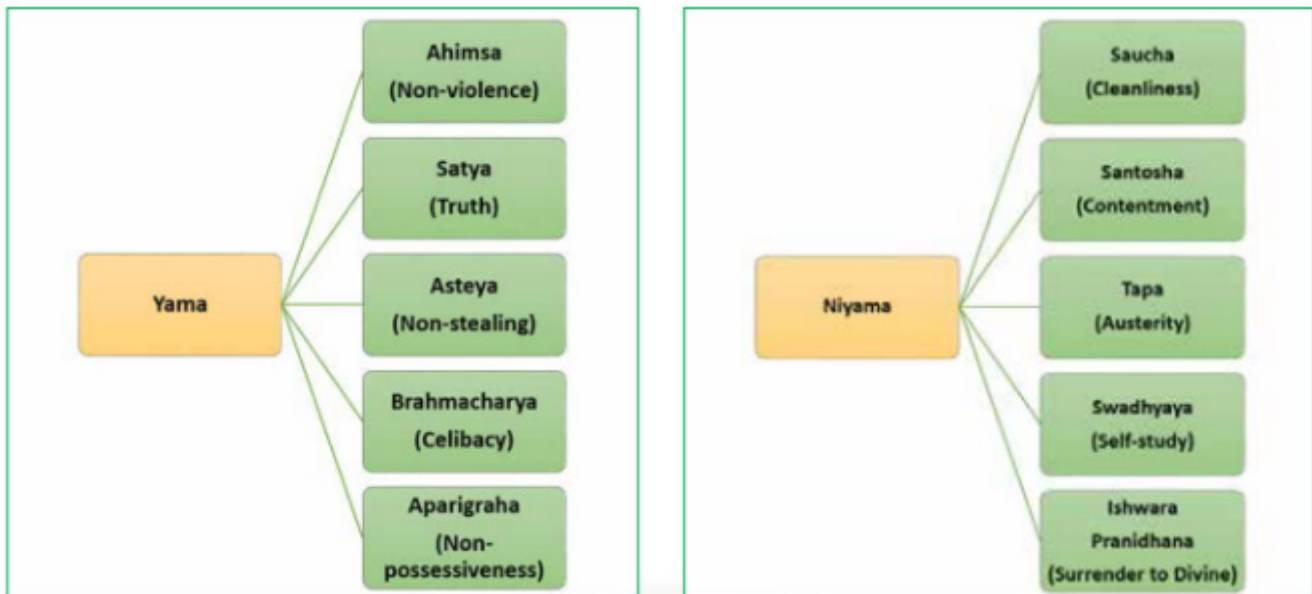 Yama
Ahimsa
(Non-violence)
Satya
(Truth)
Asteya
(Non-stealing)
Brahmacharya
(Celibacy)
Aparigraha
(Non-
possessiveness)
Niyama
Saucha
(Cleanliness)
Santosha
(Contentment)
Tapa
(Austerity)
Swadhyaya
(Self-study)
Ishwara
Pranidhana
(Surrender to Divine)